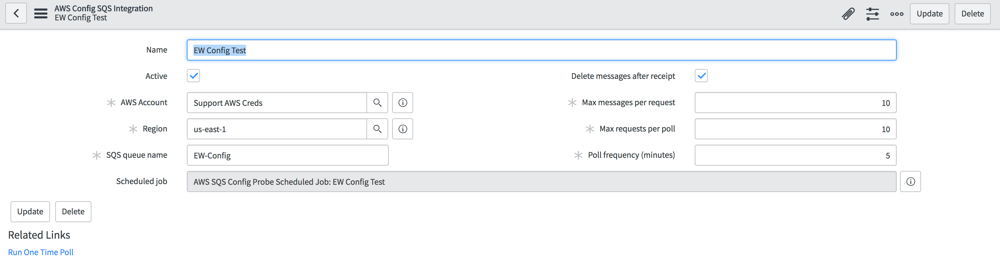 AWS Config SQS Integration
EW Config Test
Update
Delete
Name
EW Config Test
Active
Delete messages after receipt
AWS Account
Support AWS Creds
Max messages per request
10
Region
us-east-1
Max requests per poll
10
SQS queue name
EW-Config
Poll frequency (minutes)
5
Scheduled job
AWS SQS Config Probe Scheduled Job: EW Config Test
Update
Delete
Related Links
Run One Time Poll